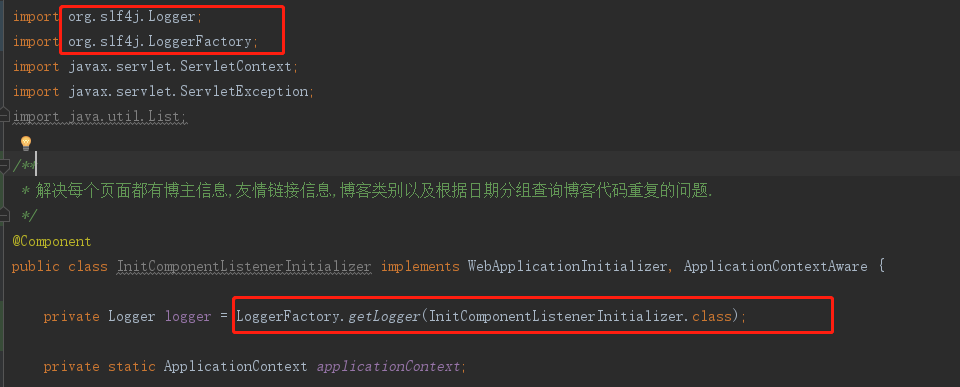 import org.slf4j.Logger;
import org.slf4j.LoggerFactory;
import javax.servlet.ServletContext;
import javax.servlet.ServletException;
import java.util.List;
/**
* 解决每个页面都有博主信息,友情链接信息,博客类别以及根据日期分组查询博客代码重复的问题.
*/
@Component
public class InitComponentListenerInitializer implements WebApplicationInitializer, ApplicationContextAware {
private Logger logger = LoggerFactory.getLogger(InitComponentListenerInitializer.class);
private static ApplicationContext applicationContext;